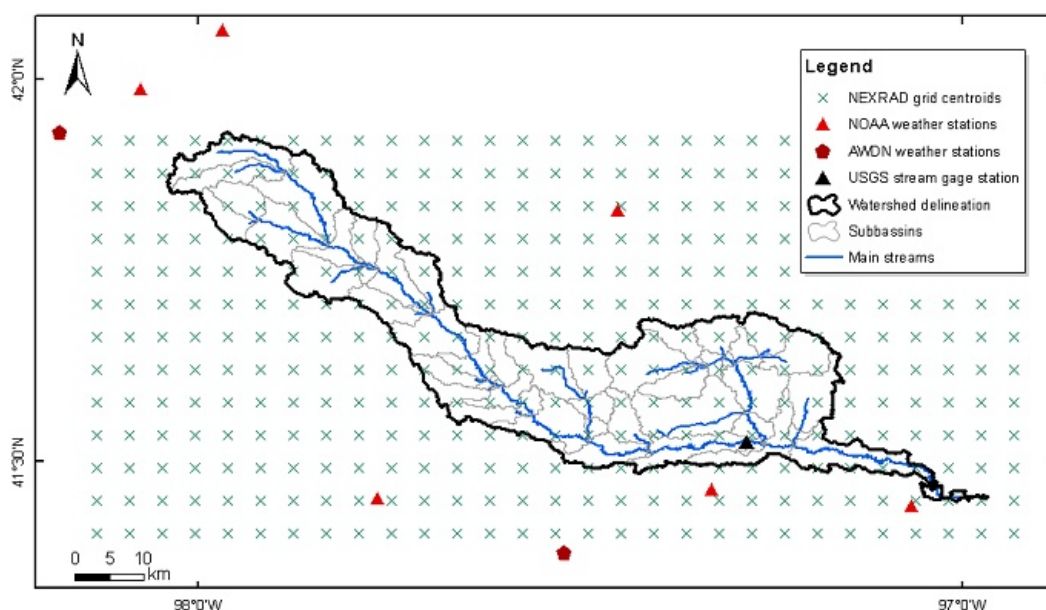 N
42°0'N
41°30'N
Legend
NEXRAD grid centroids
NOAA weather stations
AWDN weather stations
USGS stream gage station
Watershed delineation
Subbassins
Main streams
0 5 10
km
98°0'W
97°0'W